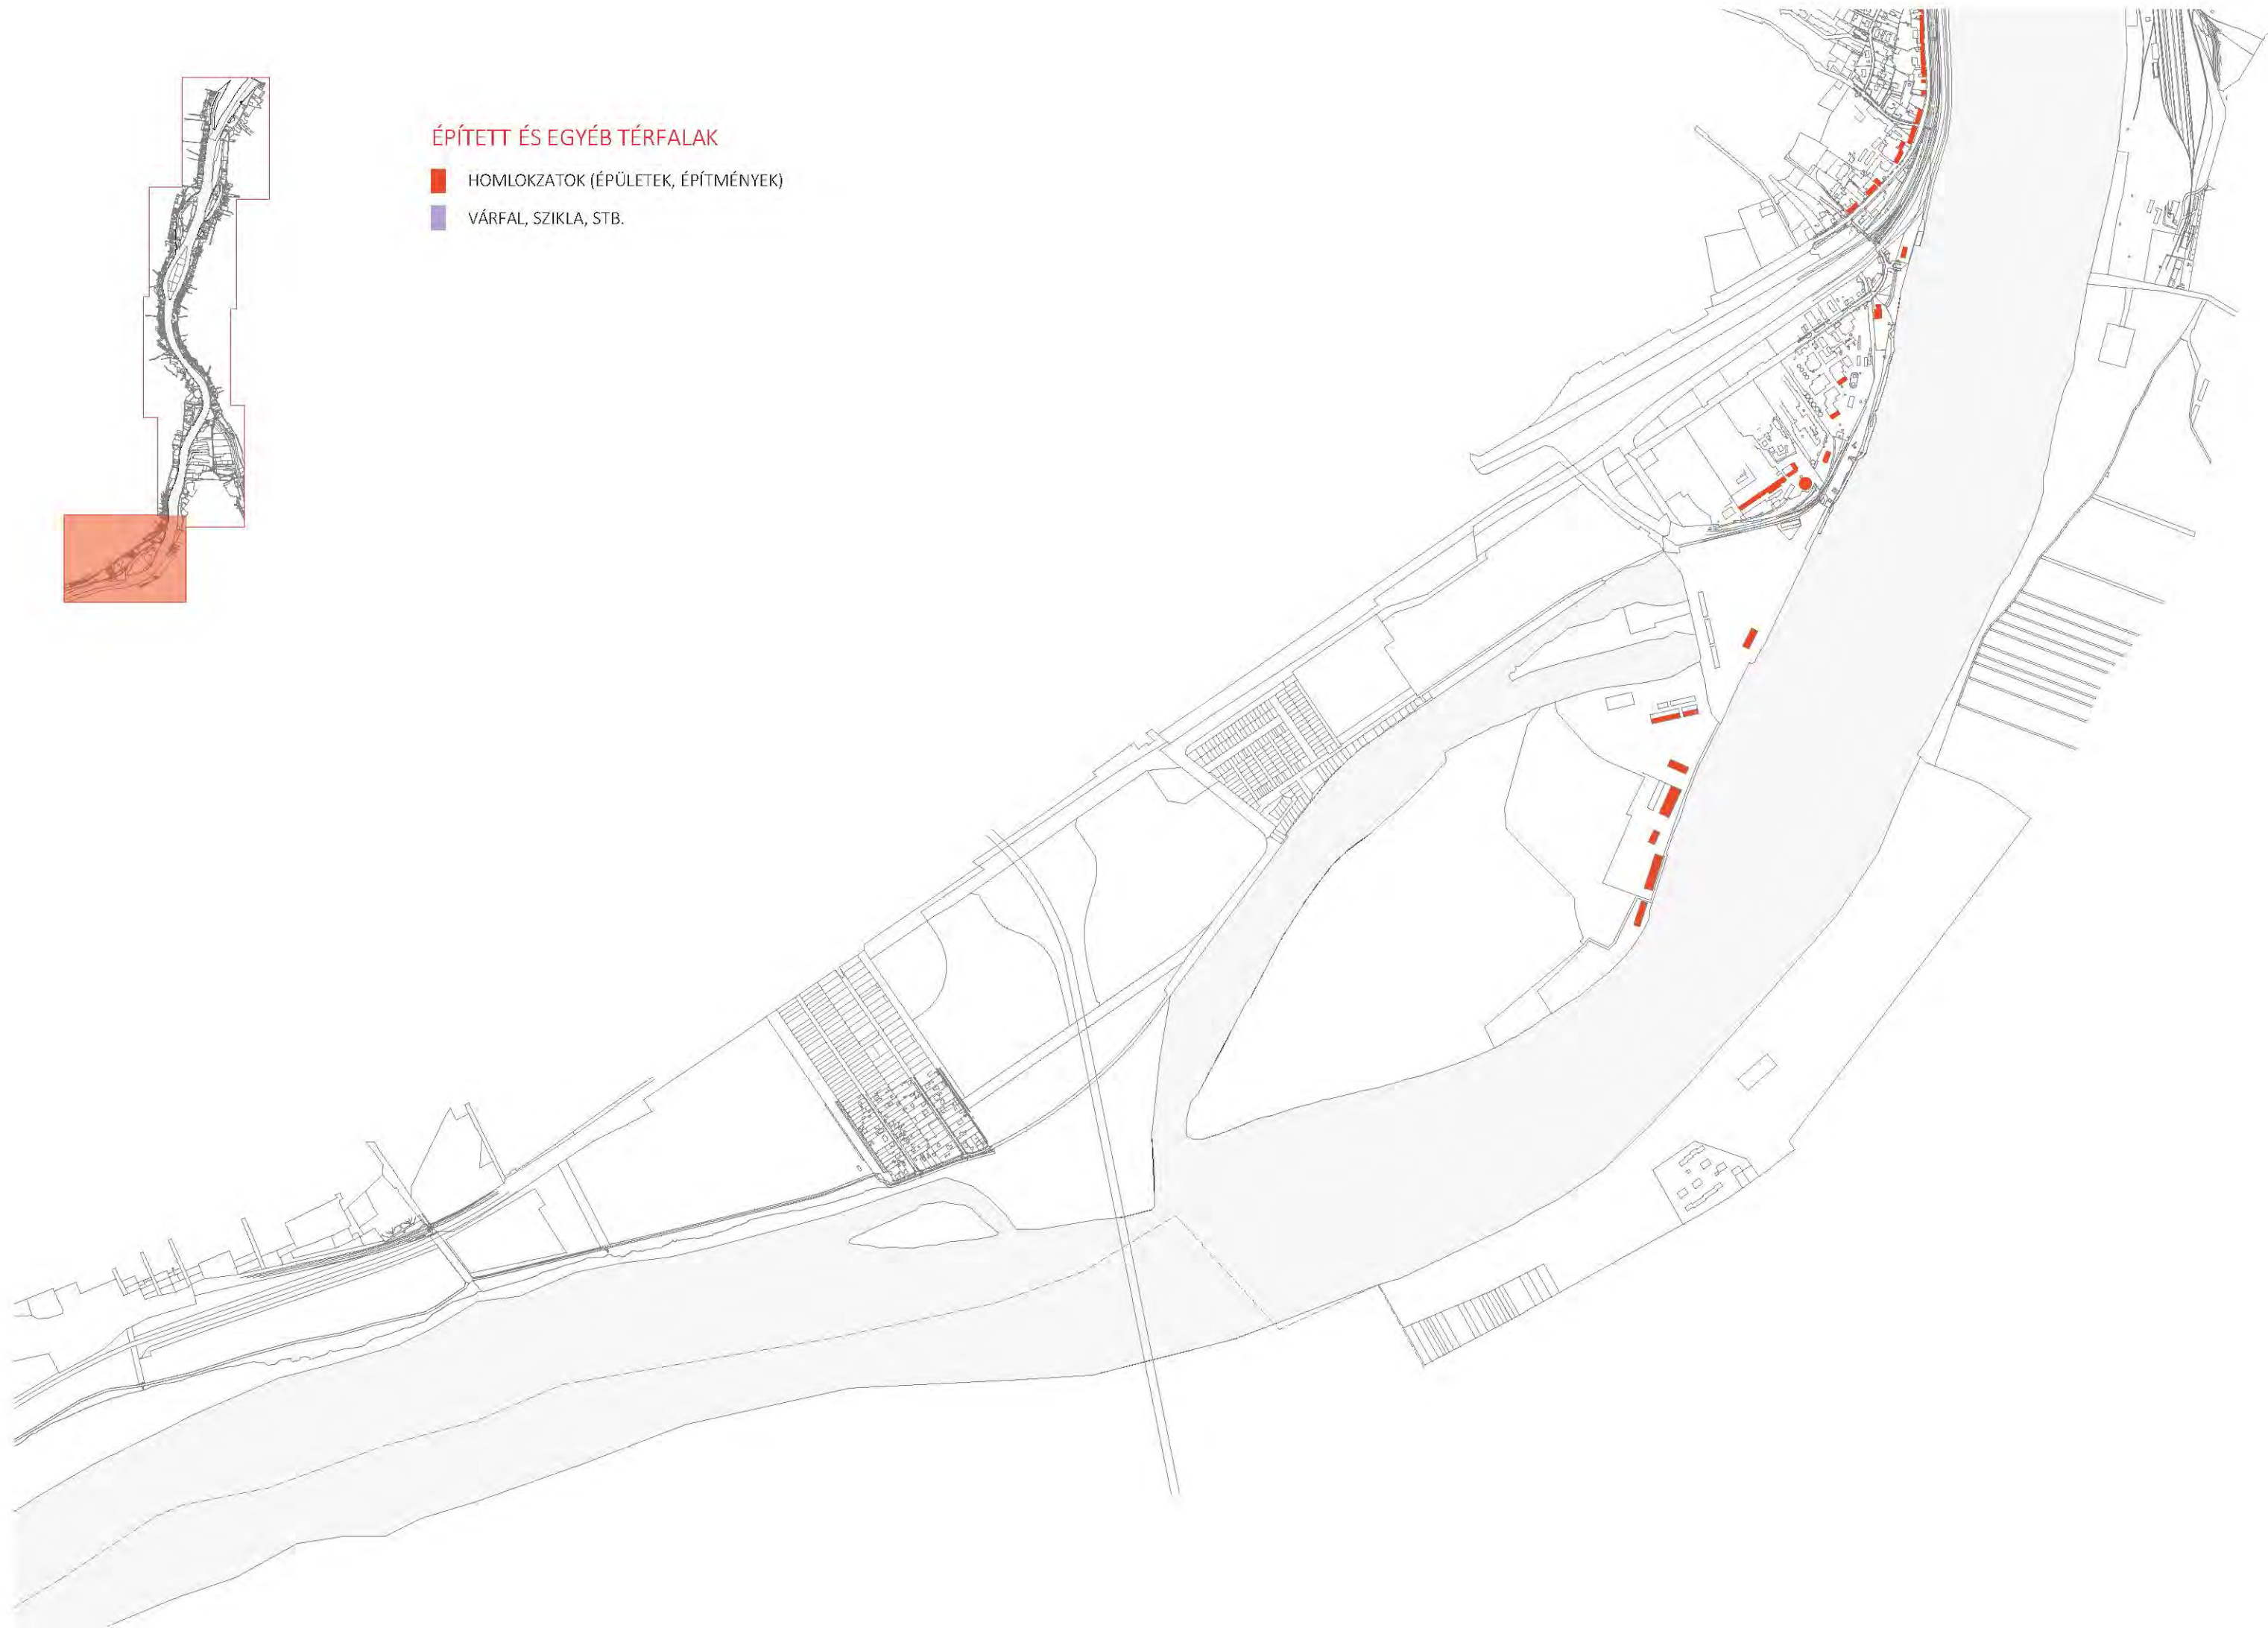 ÉPÍTETT ÉS EGYÉB TÉRFALAK
HOMLOKZATOK (ÉPÜLETEK, ÉPÍTMÉNYEK)
VÁRFAL, SZIKLA, STB.